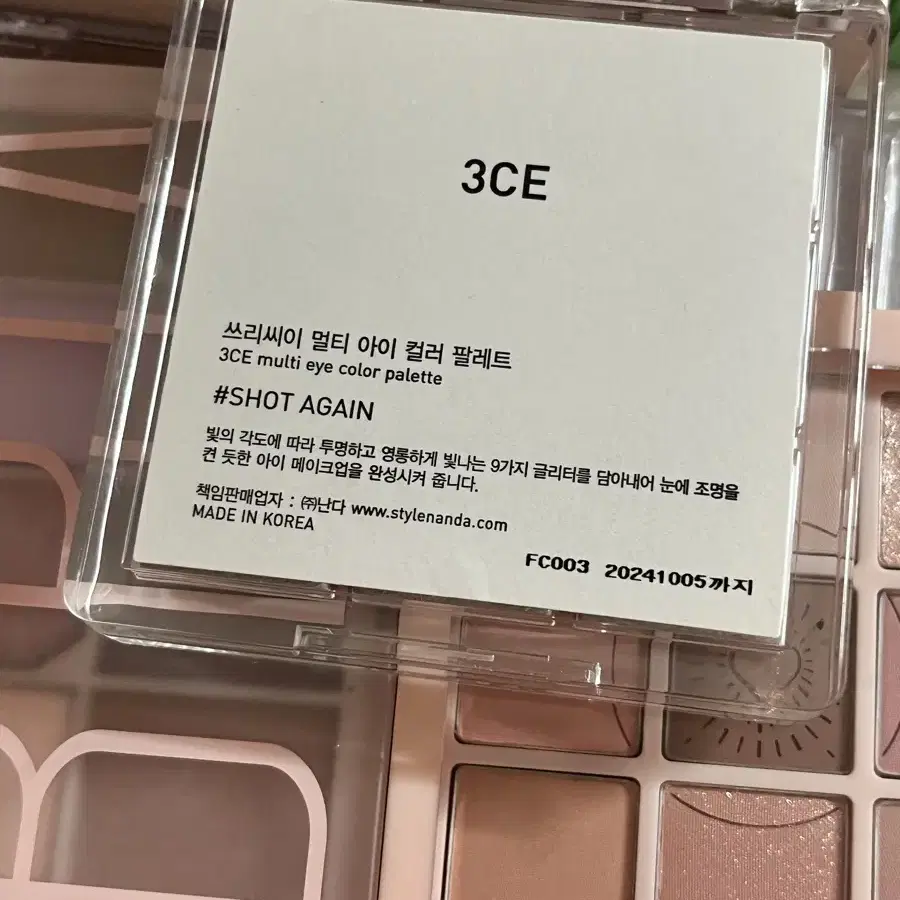 3CE
쓰리씨이 멀티 아이 컬러 팔레트
3CE multi eye color palette
#SHOT AGAIN
빛의 각도에 따라 투명하고 영롱하게 빛나는 9가지 글리터를 담아내어 눈에 조명을
켠 듯한 아이 메이크업을 완성시켜 줍니다.
책임판매업자 : ㈜난다 www.stylenanda.com
MADE IN KOREA
FC003 20241005까지